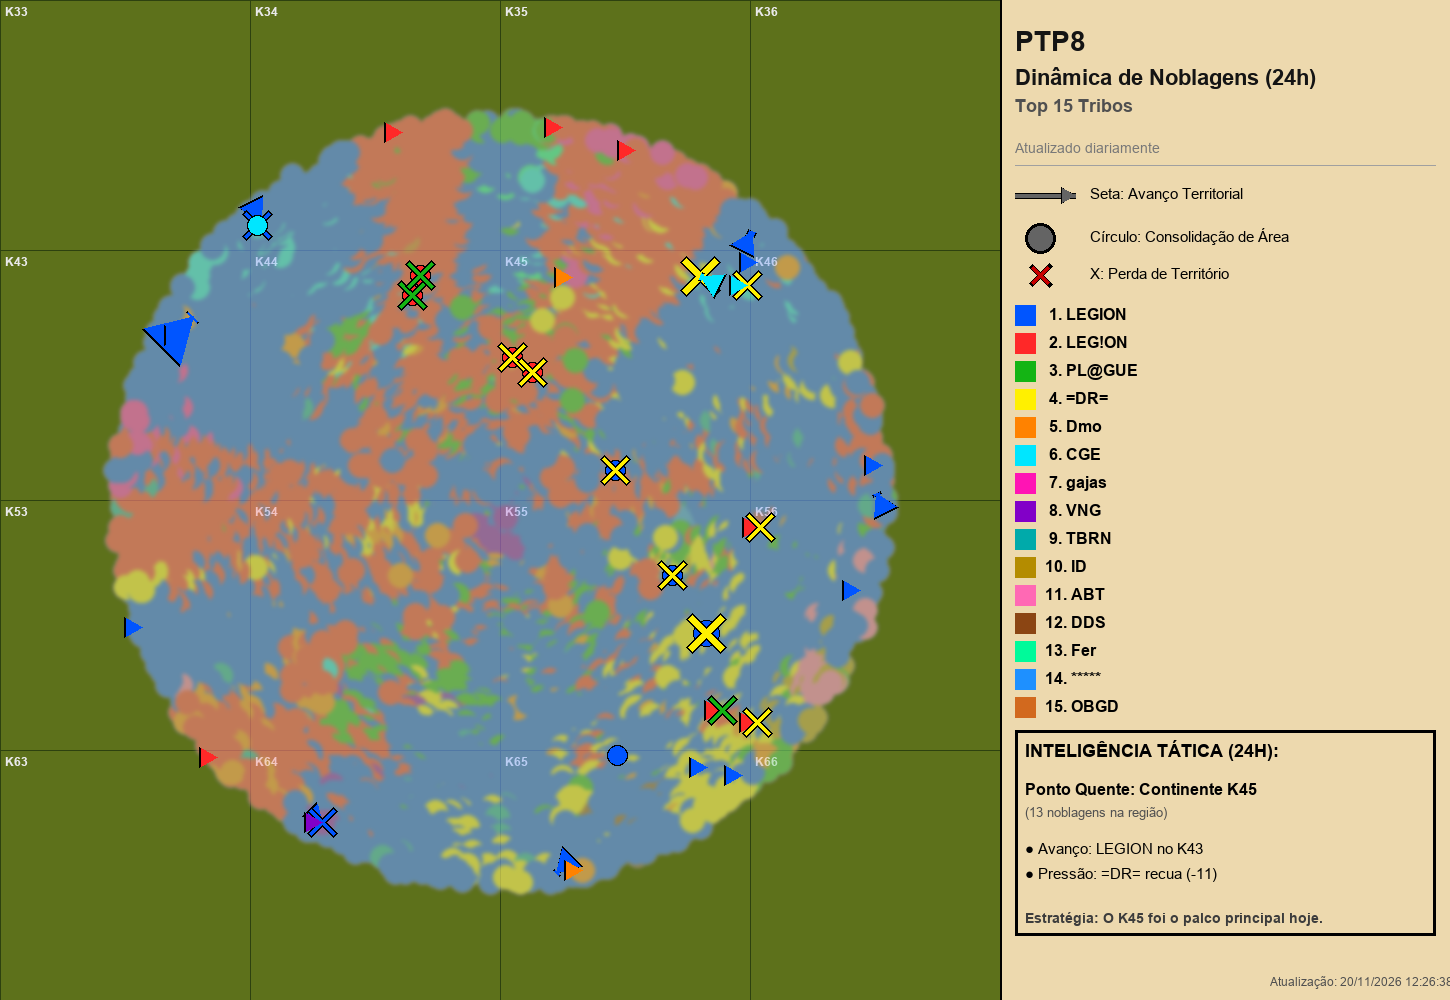 K33
K34
K35
K36
K43
K44
K45
K46
K53
K54
K55
K56
K63
K64
K65
K66
PTP8
Dinâmica de Noblagens (24h)
Top 15 Tribos
Atualizado diariamente
Seta: Avanço Territorial
Círculo: Consolidação de Área
X: Perda de Território
1. LEGION
2. LEG!ON
3. PL@GUE
4. =DR=
5. Dmo
6. CGE
7. gajas
8. VNG
9. TBRN
10. ID
11. ABT
12. DDS
13. Fer
14. *****
15. OBGD
INTELIGÊNCIA TÁTICA (24H):
Ponto Quente: Continente K45
(13 noblagens na região)
● Avanço: LEGION no K43
● Pressão: =DR= recua (-11)
Estratégia: O K45 foi o palco principal hoje.
Atualização: 20/11/2026 12:26:38